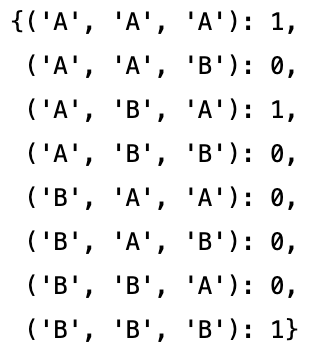 {('A', 'A', 'A'): 1,
('A', 'A', 'B'): 0,
('A', 'B', 'A'): 1,
('A', 'B', 'B'): 0,
('B', 'A', 'A'): 0,
('B', 'A', 'B'): 0,
('B', 'B', 'A'): 0,
('B', 'B', 'B'): 1}